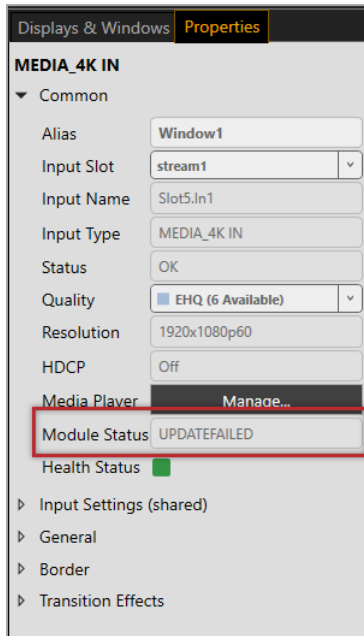 Displays & Windows Properties
MEDIA_4K IN
Common
Alias Window1
Input Slot stream1
Input Name Slot5.In1
Input Type MEDIA_4K IN
Status OK
Quality EHQ (6 Available)
Resolution 1920x1080p60
HDCP Off
Media Player Manage...
Module Status UPDATEFAILED
Health Status
Input Settings (shared)
General
Border
Transition Effects